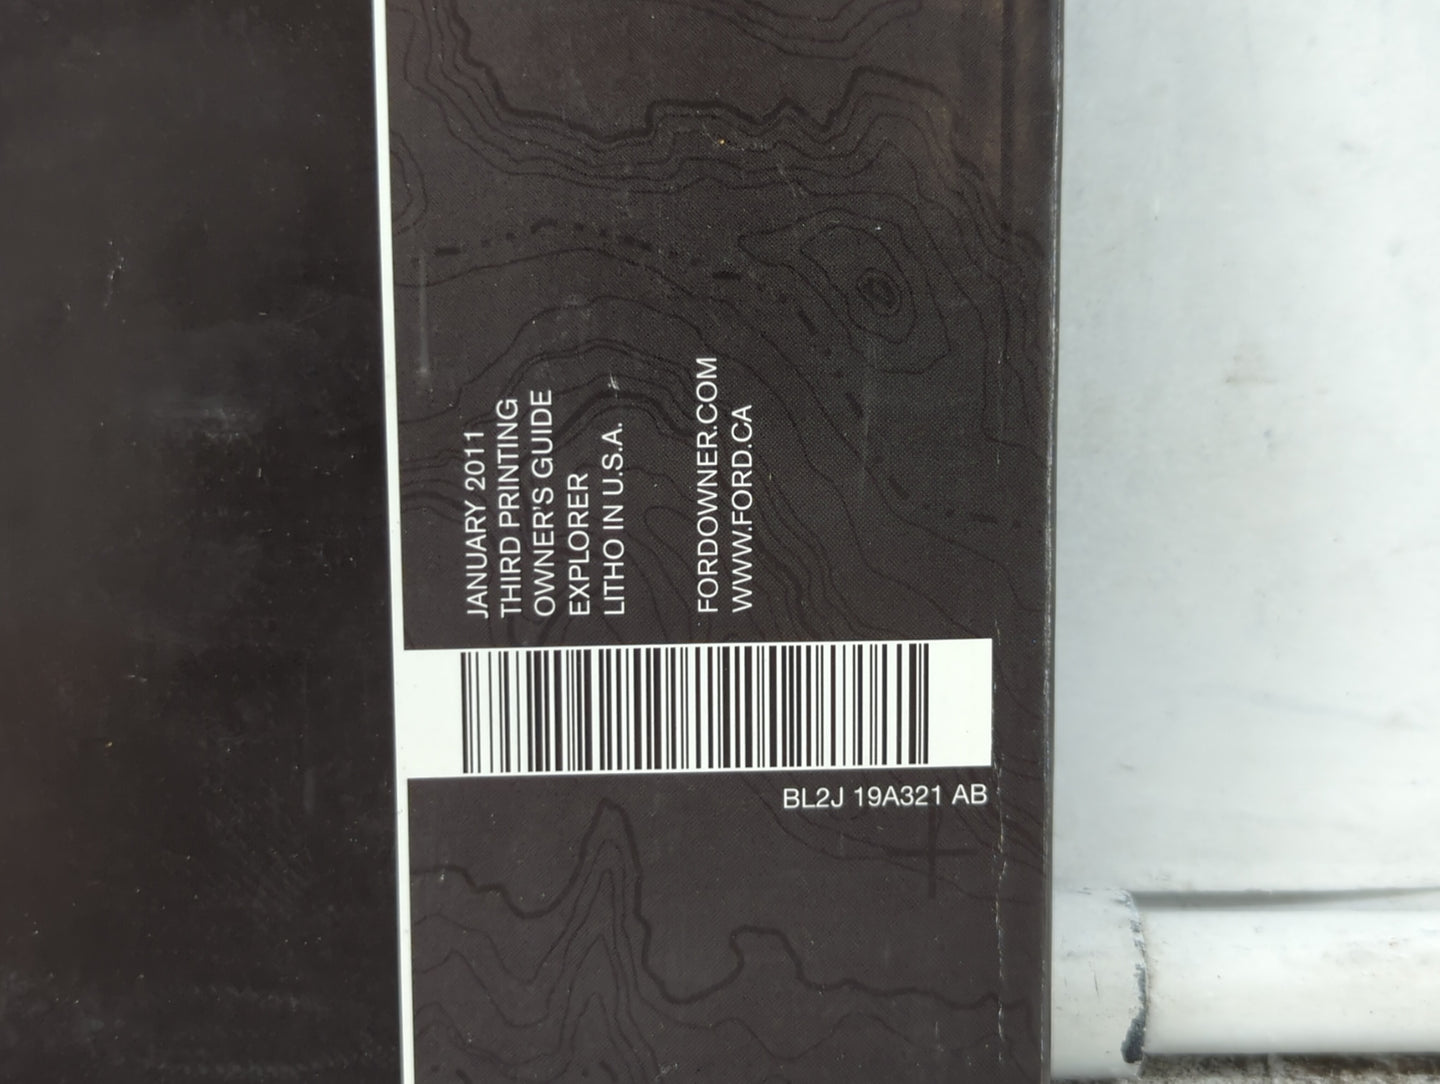 JANUARY 2011
THIRD PRINTING
OWNER'S GUIDE
EXPLORER
LITHO IN U.S.A.
FORDOWNER.COM
WWW.FORD.CA
BL2J 19A321 AB